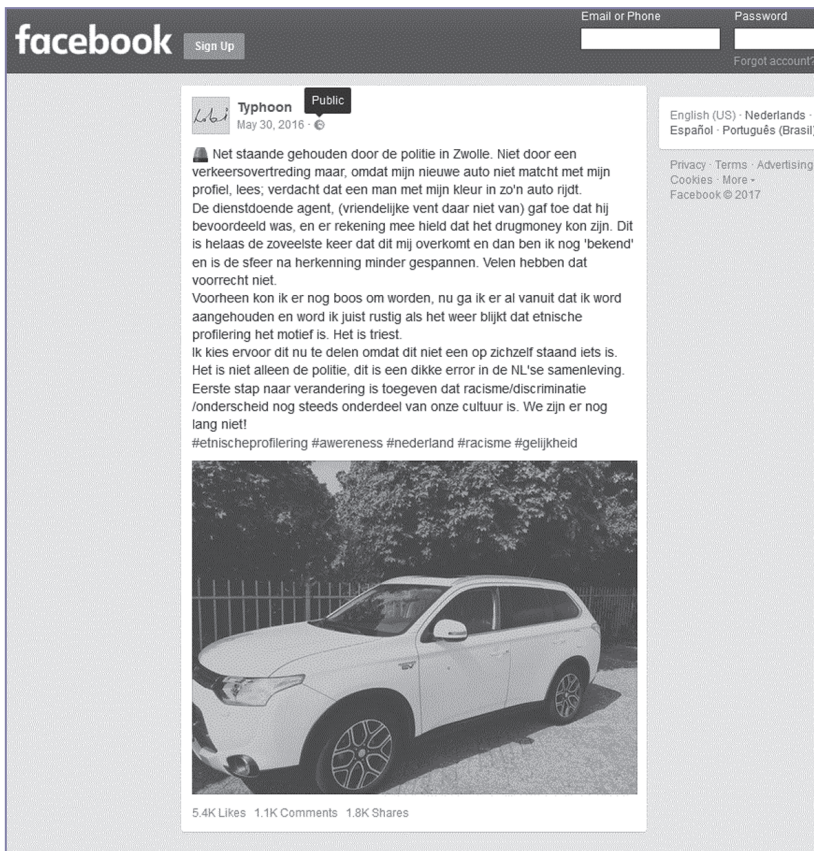 Email or Phone
Password
facebook
Sign Up
Forgot account?
Public
Typhoon
May 30, 2016 ·
Net staande gehouden door de politie in Zwolle. Niet door een
verkeersovertreding maar, omdat mijn nieuwe auto niet matcht met mijn
profiel, lees; verdacht dat een man met mijn kleur in zo'n auto rijdt.
De dienstdoende agent, (vriendelijke vent daar niet van) gaf toe dat hij
bevoordeeld was, en er rekening mee hield dat het drugmoney kon zijn. Dit
is helaas de zoveelste keer dat dit mij overkomt en dan ben ik nog 'bekend'
en is de sfeer na herkenning minder gespannen. Velen hebben dat
voorrecht niet.
Voorheen kon ik er nog boos om worden, nu ga ik er al vanuit dat ik word
aangehouden en word ik juist rustig als het weer blijkt dat etnische
profilering het motief is. Het is triest.
Ik kies ervoor dit nu te delen omdat dit niet een op zichzelf staand iets is.
Het is niet alleen de politie, dit is een dikke error in de NL'se samenleving.
Eerste stap naar verandering is toegeven dat racisme/discriminatie
/onderscheid nog steeds onderdeel van onze cultuur is. We zijn er nog
lang niet!
#etnischeprofilering #awereness #nederland #racisme #gelijkheid
5.4K Likes 1.1K Comments 1.8K Shares
English (US) · Nederlands ·
Español · Português (Brasil)
Privacy · Terms · Advertising
Cookies · More
Facebook © 2017